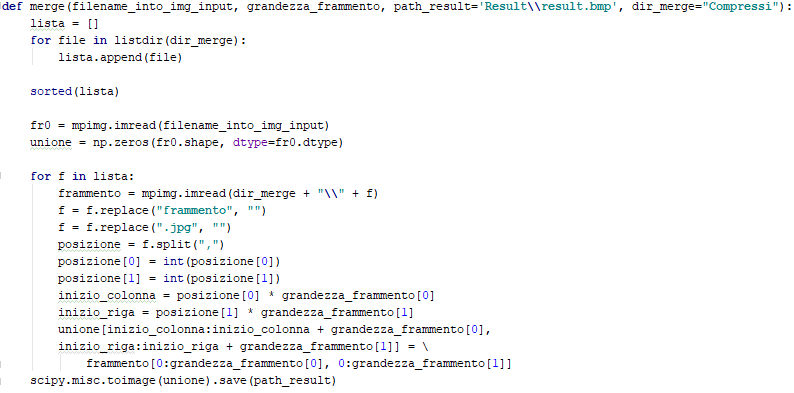 def merge(filename_into_img_input, grandezza_frammento, path_result='Result\\result.bmp', dir_merge="Compressi"):
    lista = []
    for file in listdir(dir_merge):
        lista.append(file)

    sorted(lista)

    fr0 = mpimg.imread(filename_into_img_input)
    unione = np.zeros(fr0.shape, dtype=fr0.dtype)

    for f in lista:
        frammento = mpimg.imread(dir_merge + "\\" + f)
        f = f.replace("frammento", "")
        f = f.replace(".jpg", "")
        posizione = f.split(",")
        posizione[0] = int(posizione[0])
        posizione[1] = int(posizione[1])
        inizio_colonna = posizione[0] * grandezza_frammento[0]
        inizio_riga = posizione[1] * grandezza_frammento[1]
        unione[inizio_colonna:inizio_colonna + grandezza_frammento[0],
        inizio_riga:inizio_riga + grandezza_frammento[1]] = \
            frammento[0:grandezza_frammento[0], 0:grandezza_frammento[1]]
    scipy.misc.toimage(unione).save(path_result)